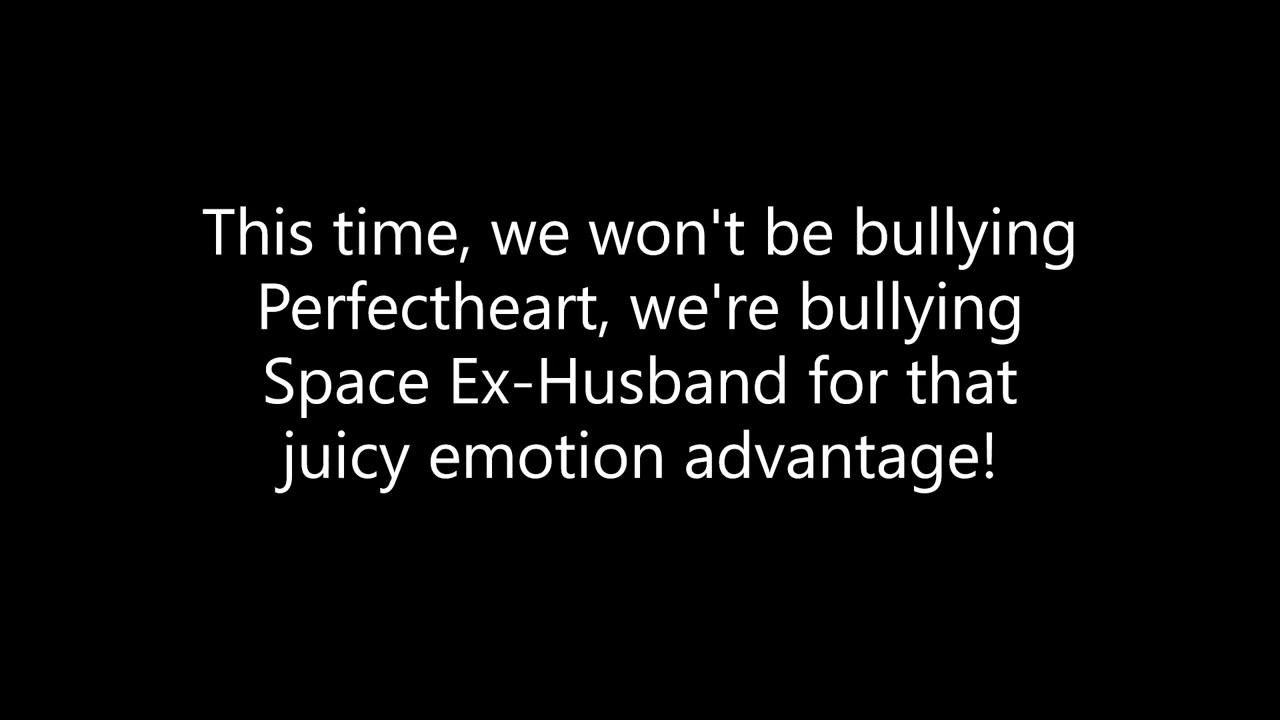 This time, we won't be bullying
Perfectheart, we're bullying
Space Ex-Husband for that
juicy emotion advantage!